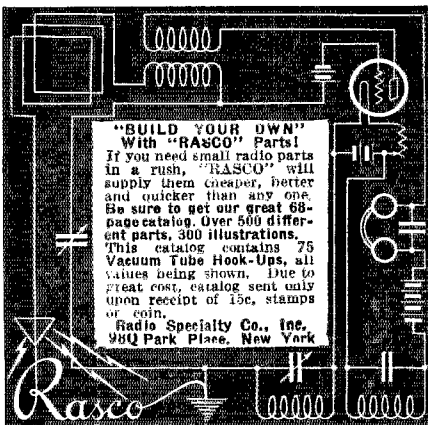 "BUILD YOUR OWN"
With "RASCO" Parts!
If you need small radio parts
in a rush, "RASCO" will
supply them cheaper, better
and quicker than any one.
Be sure to get our great 68-
page catalog. Over 500 differ-
ent parts, 300 illustrations.
This catalog contains 75
Vacuum Tube Hook-Ups, all
values being shown. Due to
great cost, catalog sent only
upon receipt of 15c, stamps
or coin.
Radio Specialty Co., Inc.
98Q Park Place, New York
Rasco